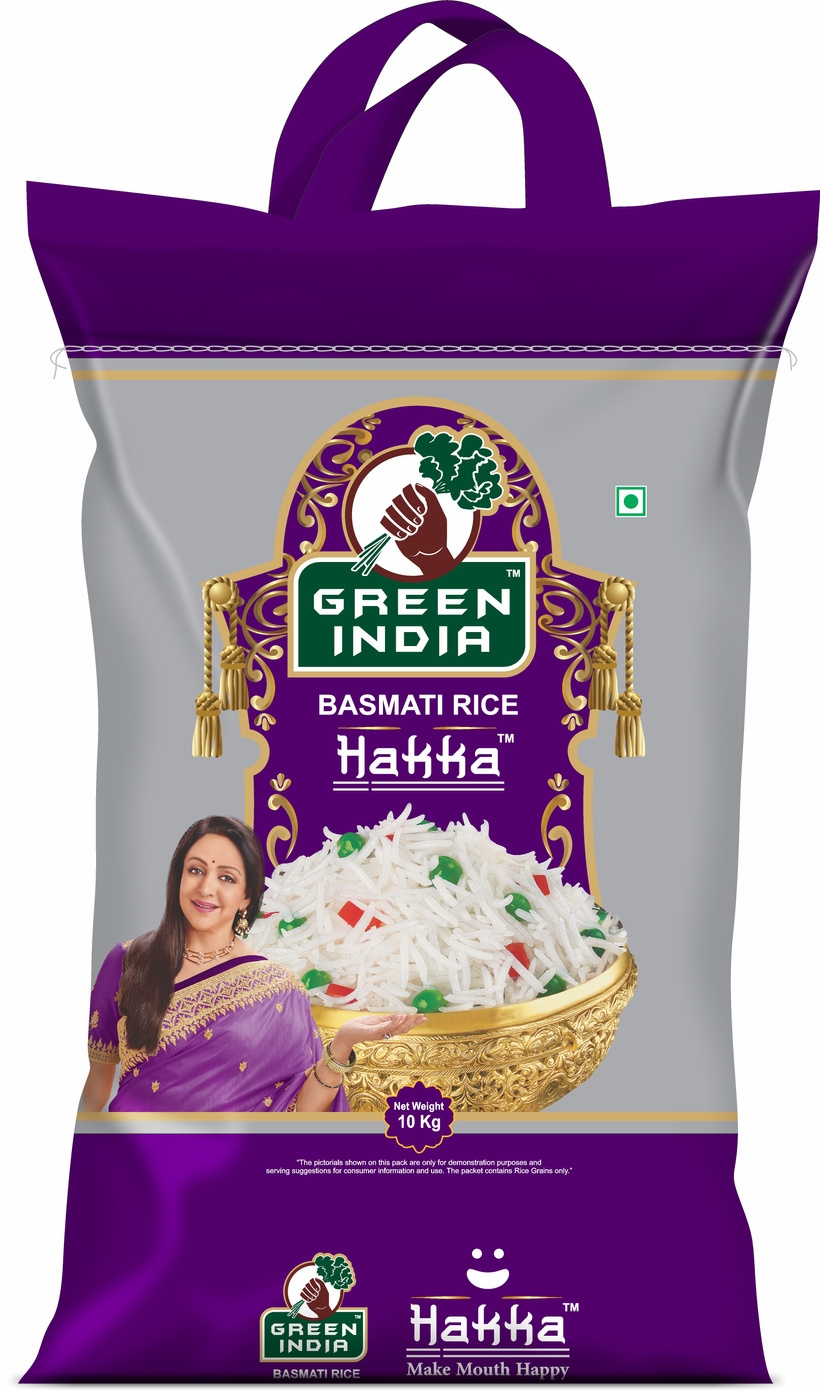 GREEN
INDIA
TM
BASMATI RICE
Hakka
TM
Net Weight
10 Kg
"The pictorials shown on this pack are only for demonstration purposes and
serving suggestions for consumer information and use. The packet contains Rice Grains only."
GREEN
INDIA
TM
BASMATI RICE
Hakka
TM
Make Mouth Happy